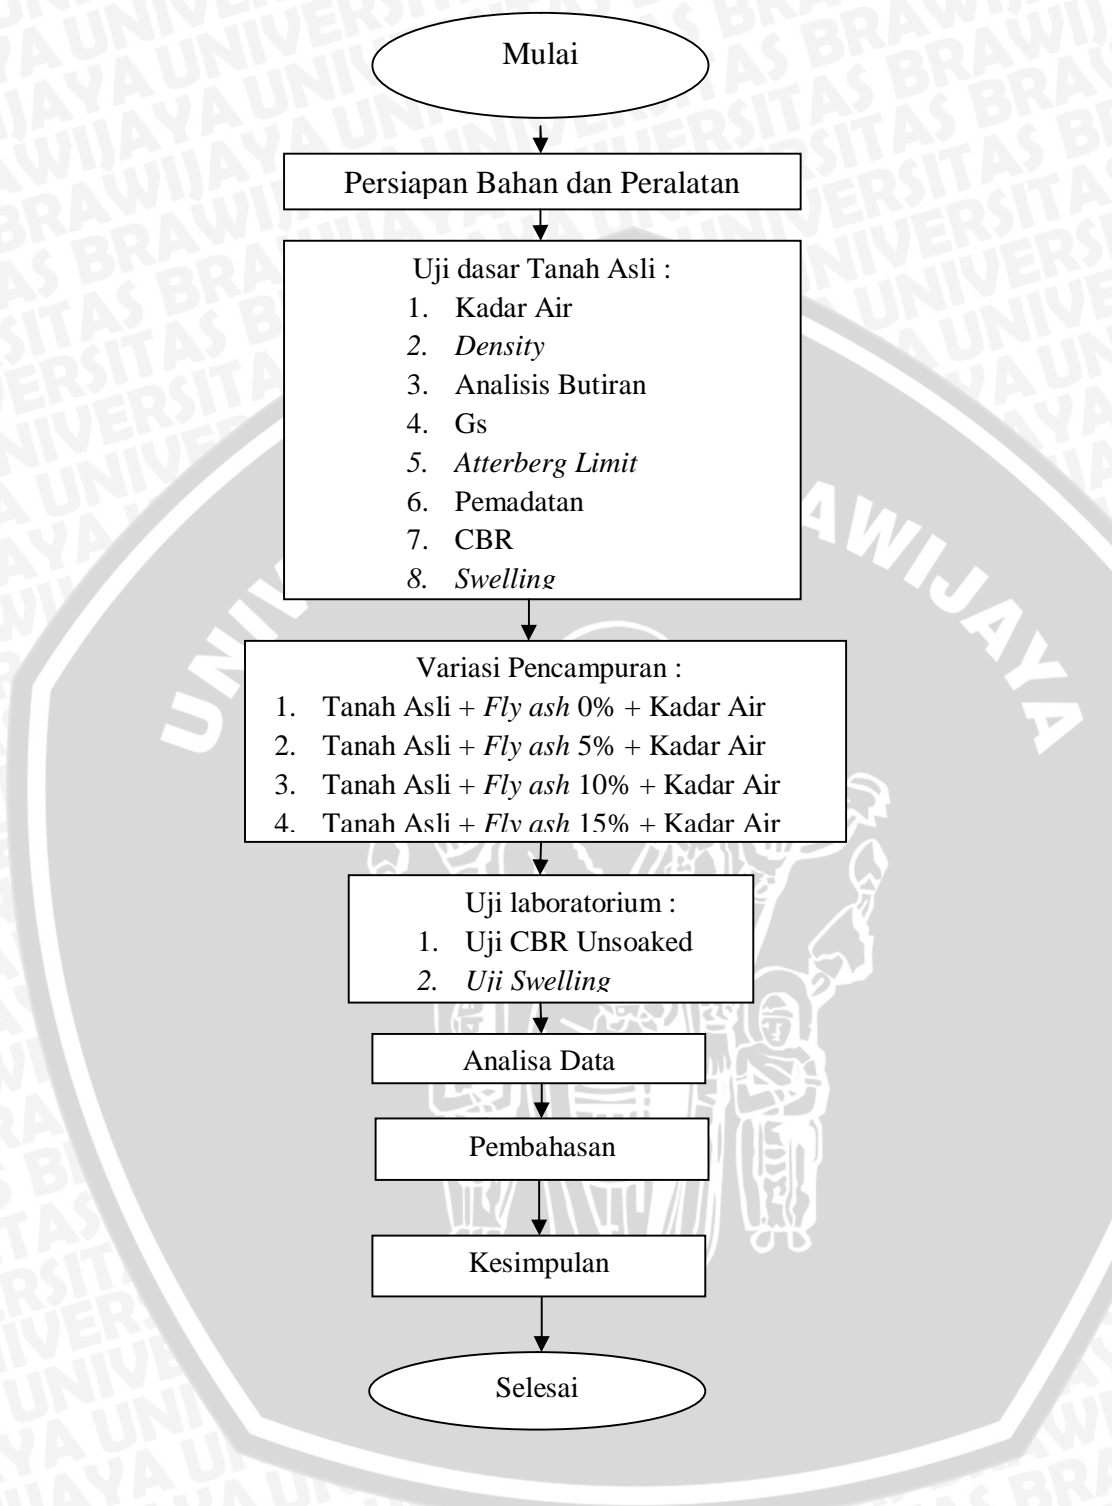 Mulai
Persiapan Bahan dan Peralatan
Uji dasar Tanah Asli :
1. Kadar Air
2. Density
3. Analisis Butiran
4. Gs
5. Atterberg Limit
6. Pemadatan
7. CBR
8. Swelling
Variasi Pencampuran :
1. Tanah Asli + Fly ash 0% + Kadar Air
2. Tanah Asli + Fly ash 5% + Kadar Air
3. Tanah Asli + Fly ash 10% + Kadar Air
4. Tanah Asli + Fly ash 15% + Kadar Air
Uji laboratorium :
1. Uji CBR Unsoaked
2. Uji Swelling
Analisa Data
Pembahasan
Kesimpulan
Selesai